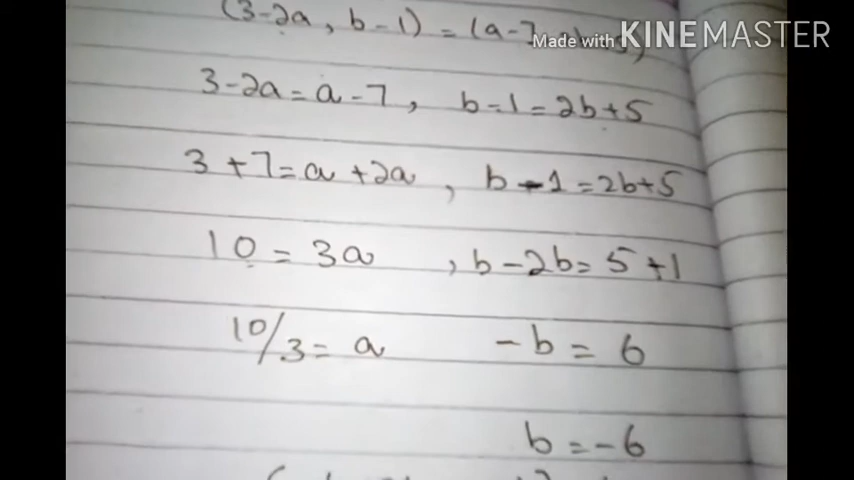 (3-2a, b-1) = (a-7
Made with KINEMASTER
3-2a = a-7, b-1 = 2b+5
3+7 = a+2a, b-1 = 2b+5
10 = 3a, b-2b = 5+1
10/3 = a -b = 6
b = -6